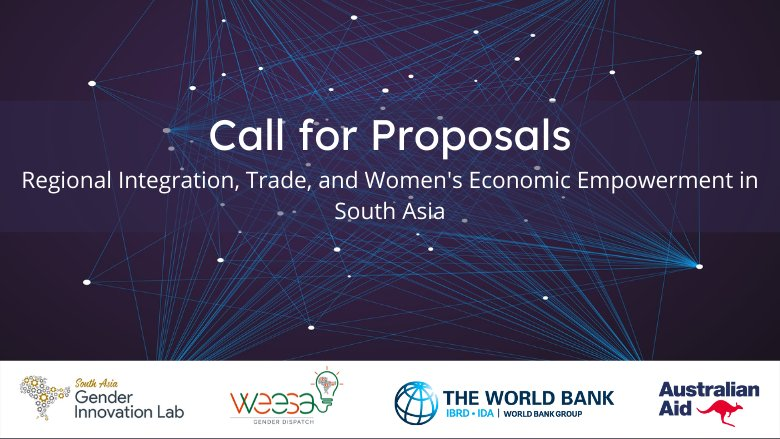 Call for Proposals
Regional Integration, Trade, and Women's Economic Empowerment in
South Asia
South Asia
Gender
Innovation Lab
weesa
GENDER DISPATCH
THE WORLD BANK
IBRD • IDA | WORLD BANK GROUP
Australian
Aid